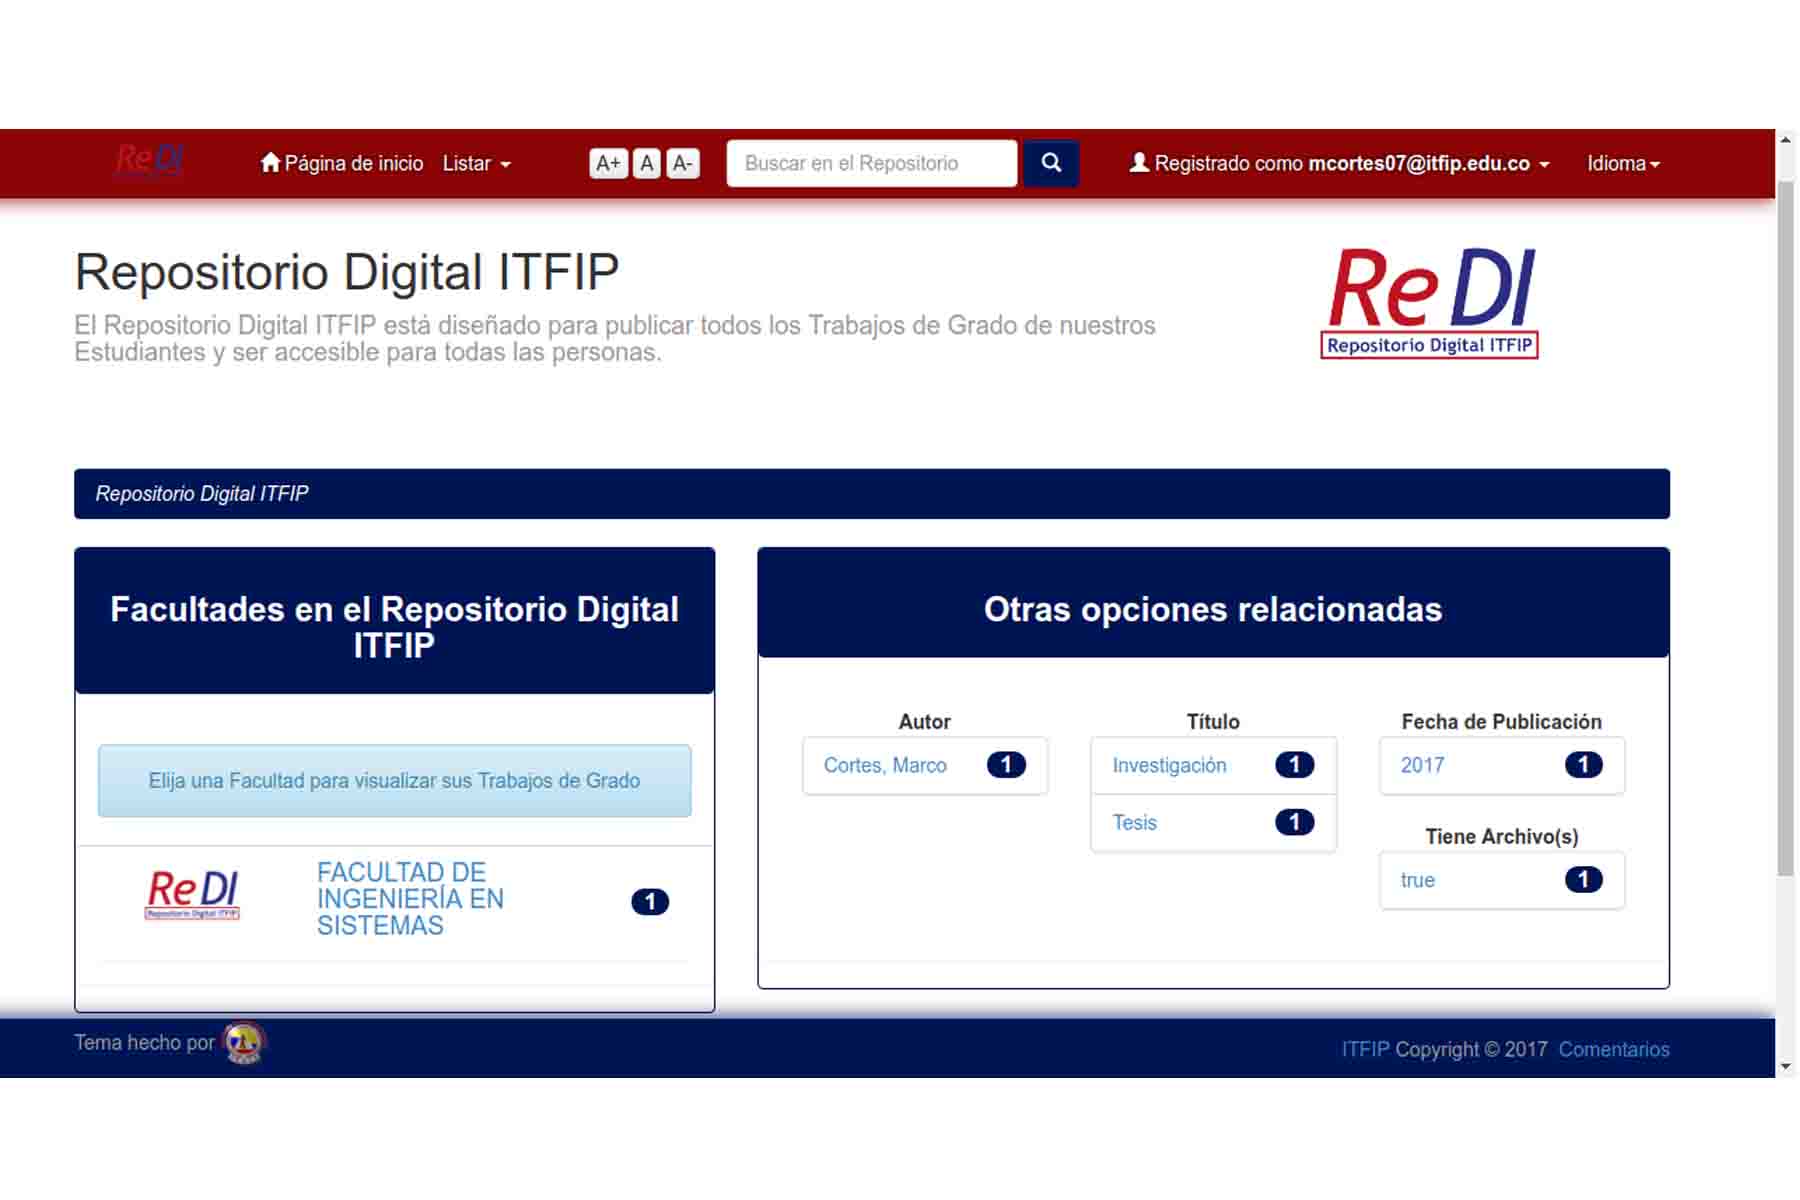 ReDI
Página de inicio Listar
A+ A A-
Buscar en el Repositorio
Registrado como mcortes07@itfip.edu.co
Idioma
Repositorio Digital ITFIP
El Repositorio Digital ITFIP está diseñado para publicar todos los Trabajos de Grado de nuestros
Estudiantes y ser accesible para todas las personas.
ReDI
Repositorio Digital ITFIP
Repositorio Digital ITFIP
Facultades en el Repositorio Digital
ITFIP
Elija una Facultad para visualizar sus Trabajos de Grado
ReDI
Repositorio Digital ITFIP
FACULTAD DE
INGENIERÍA EN
SISTEMAS
1
Otras opciones relacionadas
Autor
Cortes, Marco 1
Título
Investigación 1
Tesis 1
Fecha de Publicación
2017 1
Tiene Archivo(s)
true 1
Tema hecho por
ITFIP Copyright © 2017 Comentarios